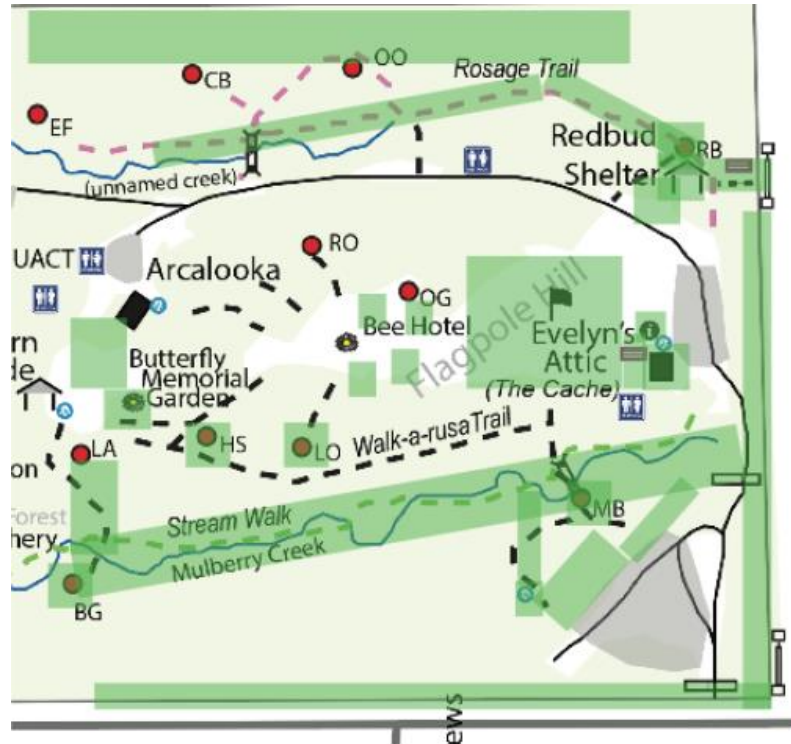 OO
CB
Rosage Trail
EF
Redbud
RB
Shelter
(unnamed creek)
RO
UACT
Arcalooka
OG
Flagpole Hill
Bee Hotel
Evelyn's
Attic
(The Cache)
rn
de
Butterfly
Memorial
Garden
HS
LO
Walk-a-rusaTrail
LA
on
MB
Forest
hery
Stream Walk
Mulberry Creek
BG
ews